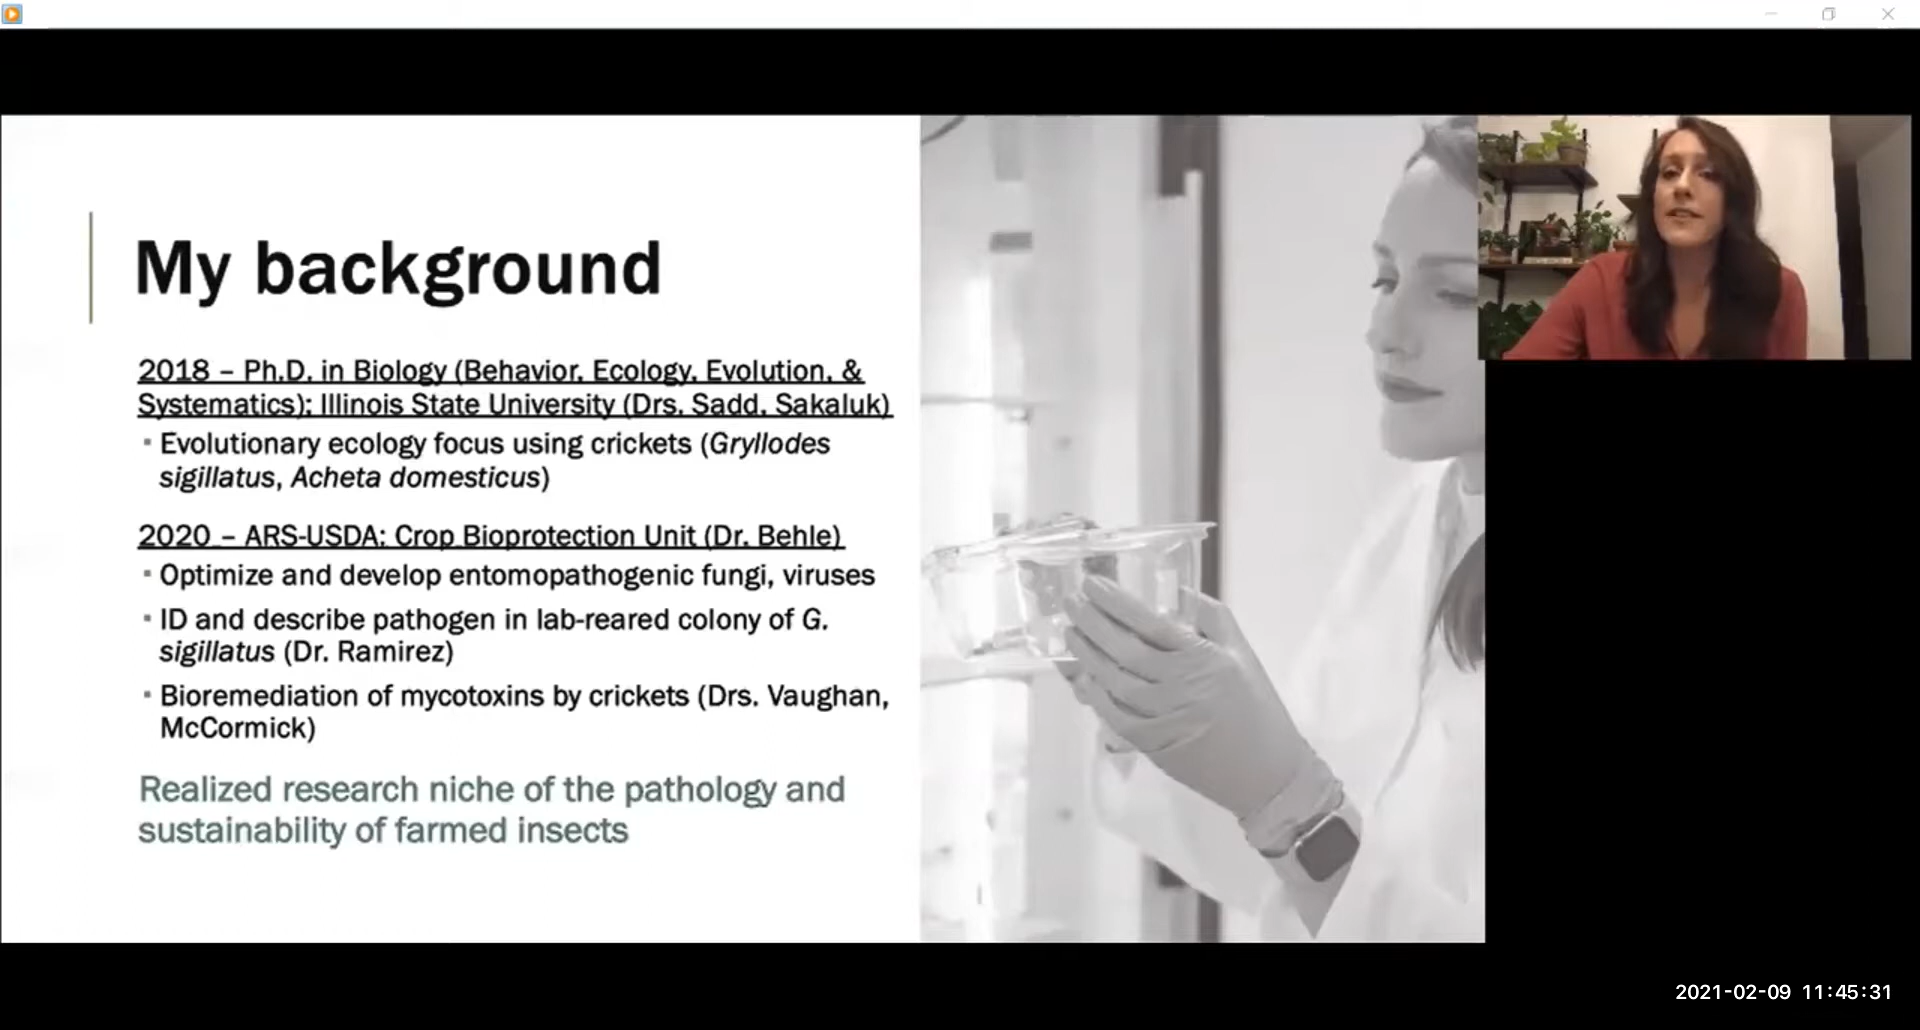 My background
2018 – Ph.D. in Biology (Behavior, Ecology, Evolution, &
Systematics); Illinois State University (Drs. Sadd, Sakaluk)
▪ Evolutionary ecology focus using crickets (Gryllodes
sigillatus, Acheta domesticus)
2020 – ARS-USDA; Crop Bioprotection Unit (Dr. Behle)
▪ Optimize and develop entomopathogenic fungi, viruses
▪ ID and describe pathogen in lab-reared colony of G.
sigillatus (Dr. Ramirez)
▪ Bioremediation of mycotoxins by crickets (Drs. Vaughan,
McCormick)
Realized research niche of the pathology and
sustainability of farmed insects
2021-02-09 11:45:31